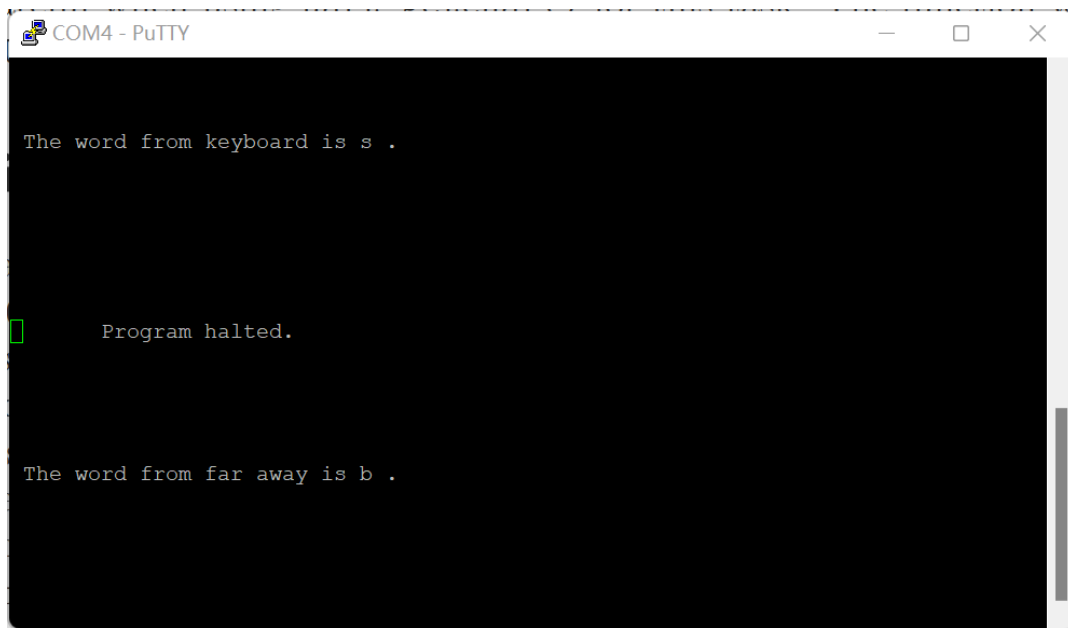 COM4 - PuTTY
The word from keyboard is s .
Program halted.
The word from far away is b .